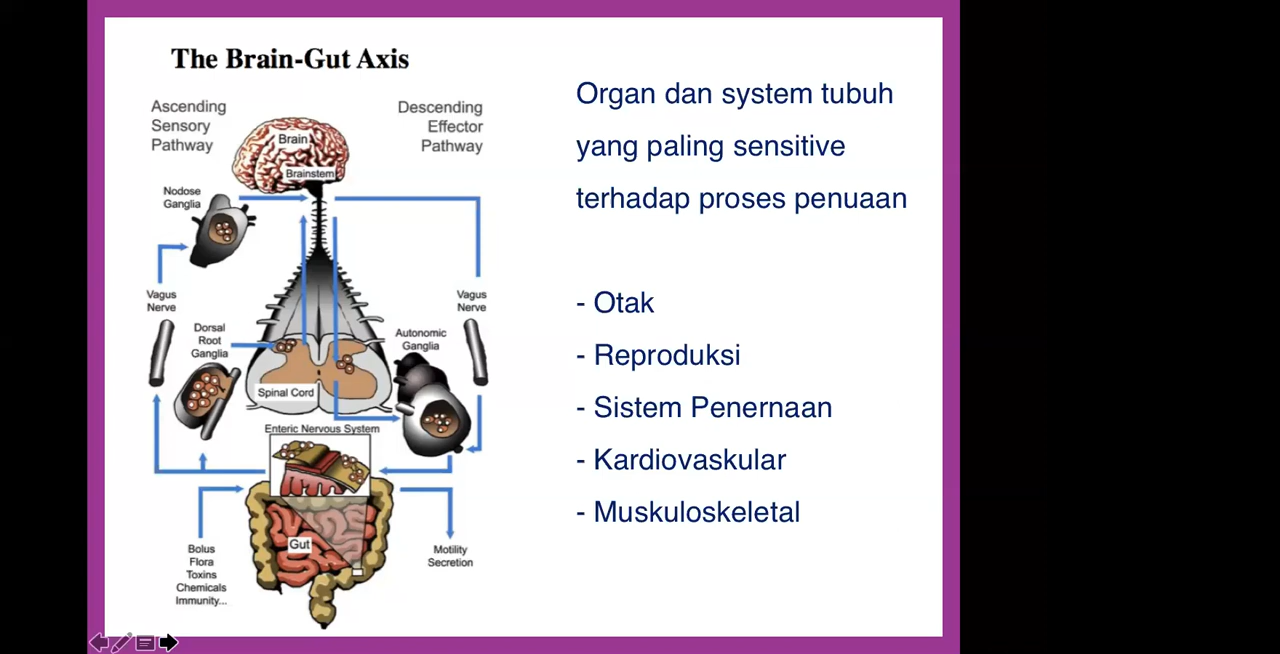 The Brain-Gut Axis
Ascending
Sensory
Pathway
Descending
Effector
Pathway
Brain
Brainstem
Nodose
Ganglia
Vagus
Nerve
Vagus
Nerve
Dorsal
Root
Ganglia
Autonomic
Ganglia
Spinal Cord
Enteric Nervous System
Gut
Bolus
Flora
Toxins
Chemicals
Immunity...
Motility
Secretion
Organ dan system tubuh
yang paling sensitive
terhadap proses penuaan
- Otak
- Reproduksi
- Sistem Penernaan
- Kardiovaskular
- Muskuloskeletal